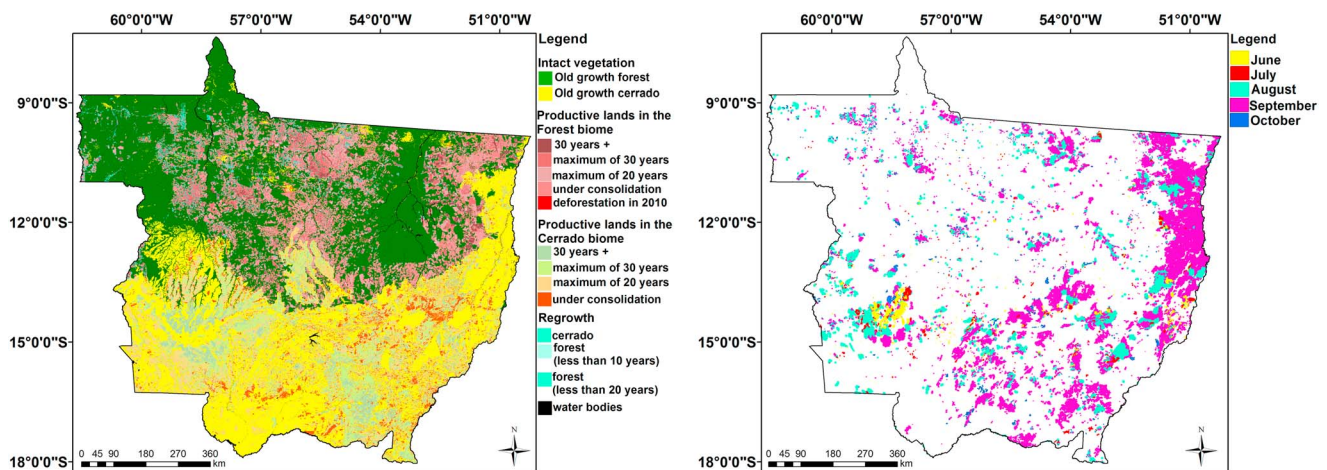 60°0'0"W 57°0'0"W 54°0'0"W 51°0'0"W
9°0'0"S
12°0'0"S
15°0'0"S
18°0'0"S
Legend
Intact vegetation
Old growth forest
Old growth cerrado
Productive lands in the
Forest biome
30 years +
maximum of 30 years
maximum of 20 years
under consolidation
deforestation in 2010
Productive lands in the
Cerrado biome
30 years +
maximum of 30 years
maximum of 20 years
under consolidation
Regrowth
cerrado
forest
(less than 10 years)
forest
(less than 20 years)
water bodies
N
0 45 90 180 270 360
km
60°0'0"W 57°0'0"W 54°0'0"W 51°0'0"W
9°0'0"S
12°0'0"S
15°0'0"S
18°0'0"S
Legend
June
July
August
September
October
N
0 45 90 180 270 360
km